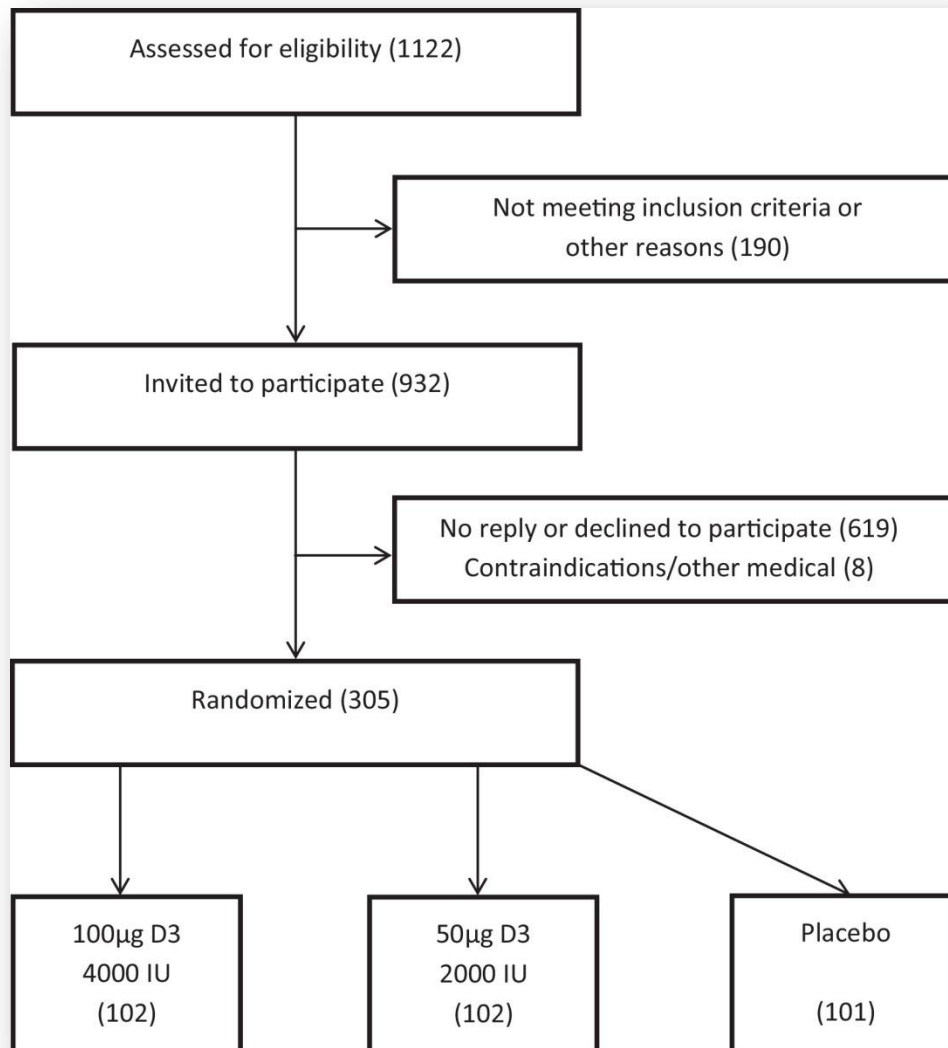 Assessed for eligibility (1122)
Not meeting inclusion criteria or
other reasons (190)
Invited to participate (932)
No reply or declined to participate (619)
Contraindications/other medical (8)
Randomized (305)
100µg D3
4000 IU
(102)
50µg D3
2000 IU
(102)
Placebo
(101)